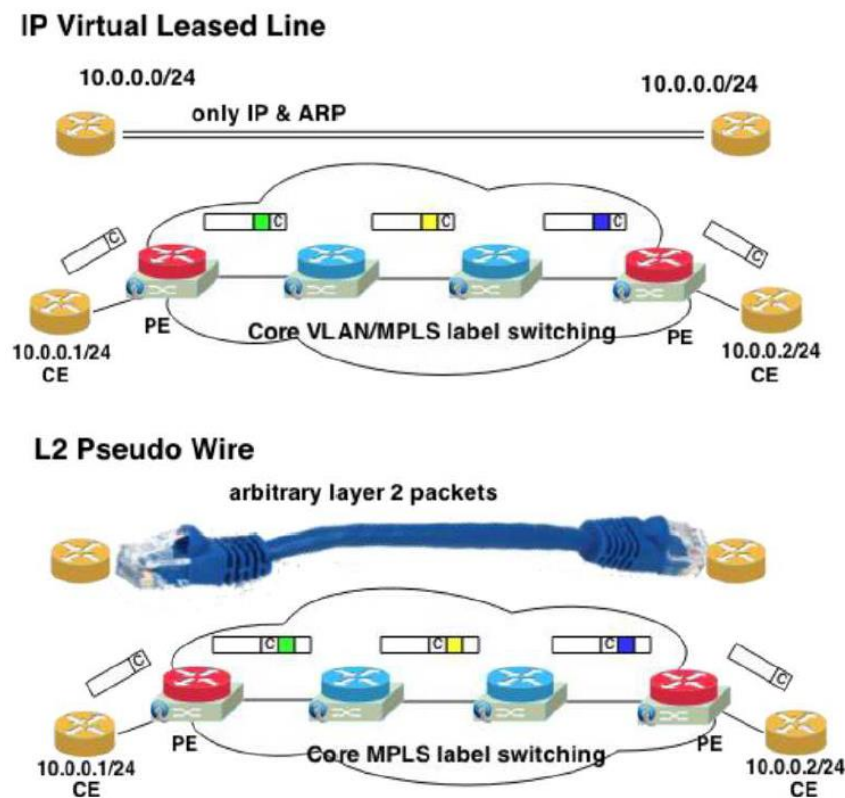 IP Virtual Leased Line
10.0.0.0/24
10.0.0.0/24
only IP & ARP
C
C
C
C
C
PE
Core VLAN/MPLS label switching
PE
10.0.0.1/24
CE
10.0.0.2/24
CE
L2 Pseudo Wire
arbitrary layer 2 packets
C
C
C
C
C
PE
Core MPLS label switching
PE
10.0.0.1/24
CE
10.0.0.2/24
CE